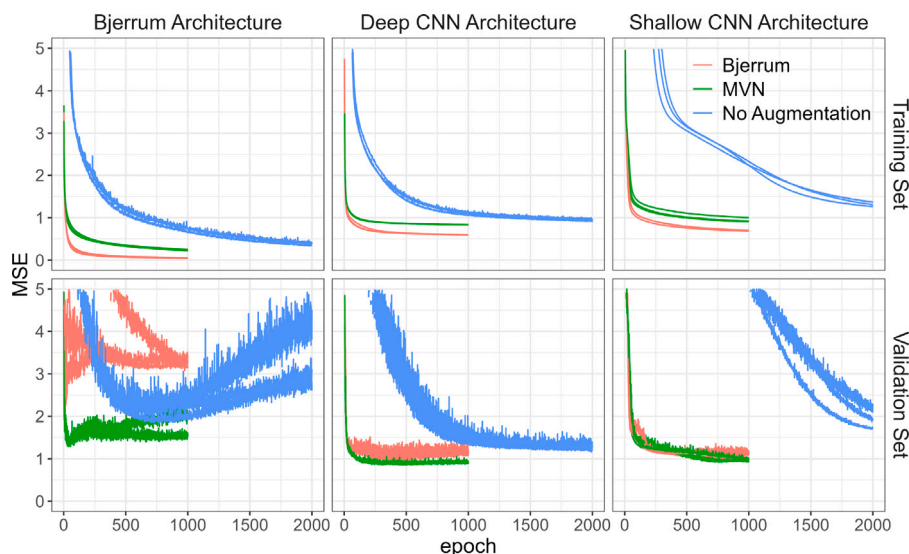 Bjerrum Architecture Deep CNN Architecture Shallow CNN Architecture
5
4
3
2
1
0
Bjerrum
MVN
No Augmentation
Training Set
MSE
5
4
3
2
1
0
Validation Set
0 500 1000 1500 2000 0 500 1000 1500 2000 0 500 1000 1500 2000
epoch